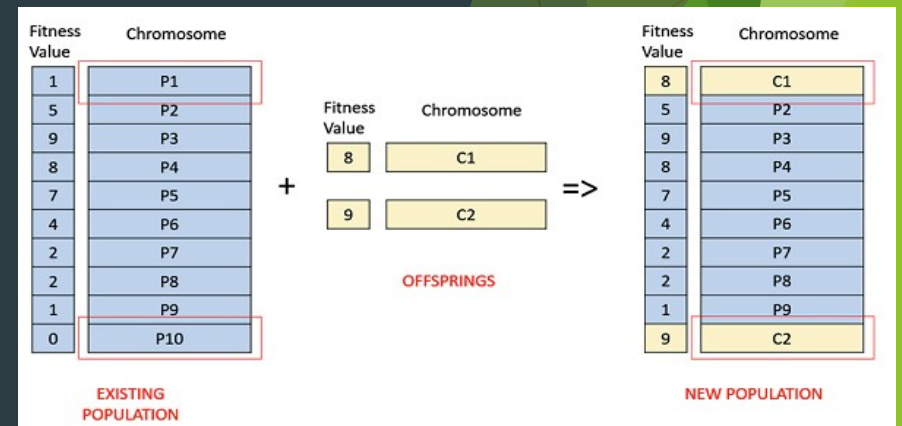 Fitness Value
Chromosome
1 P1
5 P2
9 P3
8 P4
7 P5
4 P6
2 P7
2 P8
1 P9
0 P10
EXISTING
POPULATION
+
Fitness
Value
Chromosome
8 C1
9 C2
OFFSPRINGS
=>
Fitness
Value
Chromosome
8 C1
5 P2
9 P3
8 P4
7 P5
4 P6
2 P7
2 P8
1 P9
9 C2
NEW POPULATION